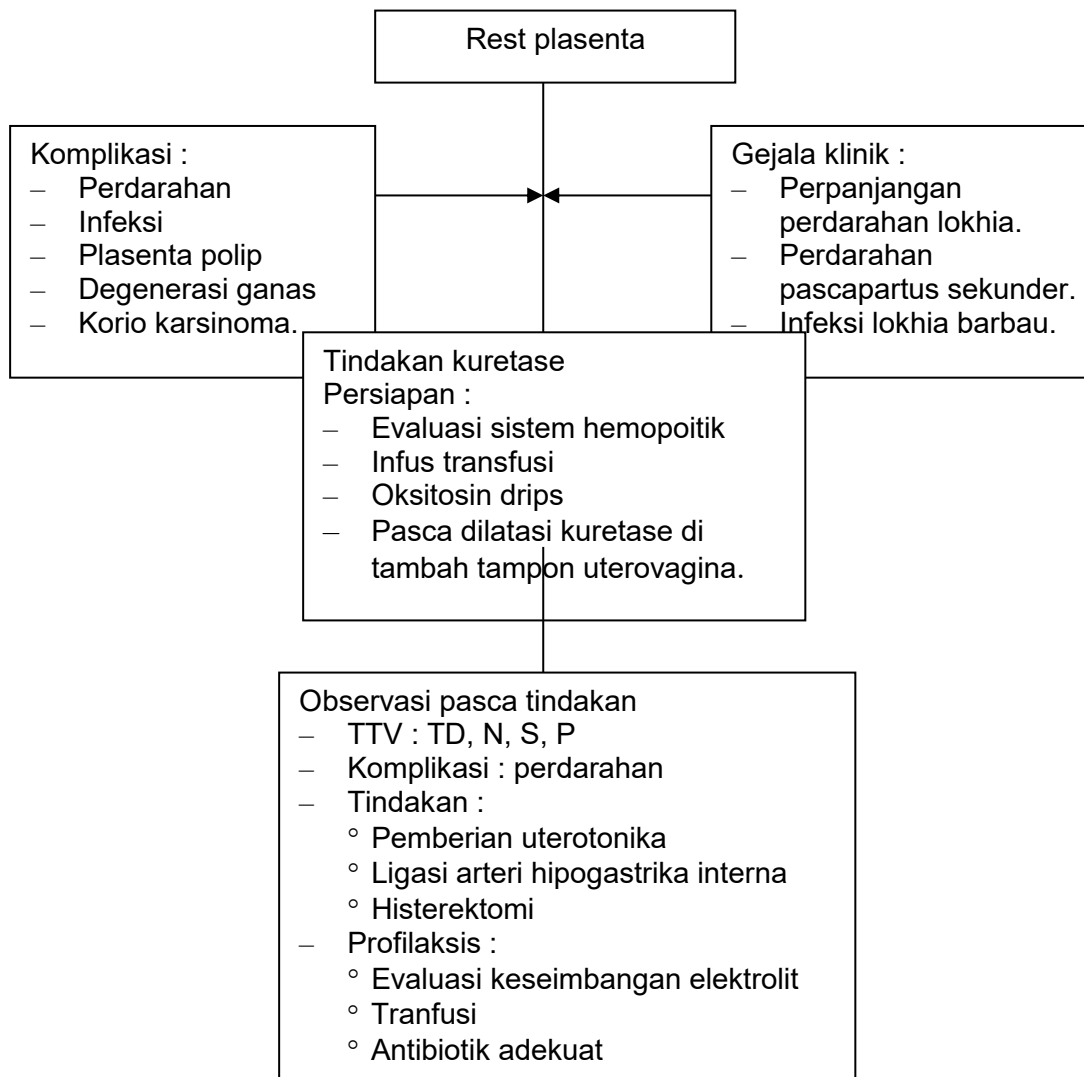 Rest plasenta
Komplikasi :
– Perdarahan
– Infeksi
– Plasenta polip
– Degenerasi ganas
– Korio karsinoma.
Gejala klinik :
– Perpanjangan
perdarahan lokhia.
– Perdarahan
pascapartus sekunder.
– Infeksi lokhia barbau.
Tindakan kuretase
Persiapan :
– Evaluasi sistem hemopoitik
– Infus transfusi
– Oksitosin drips
– Pasca dilatasi kuretase di
tambah tampon uterovagina.
Observasi pasca tindakan
– TTV : TD, N, S, P
– Komplikasi : perdarahan
– Tindakan :
° Pemberian uterotonika
° Ligasi arteri hipogastrika interna
° Histerektomi
– Profilaksis :
° Evaluasi keseimbangan elektrolit
° Tranfusi
° Antibiotik adekuat